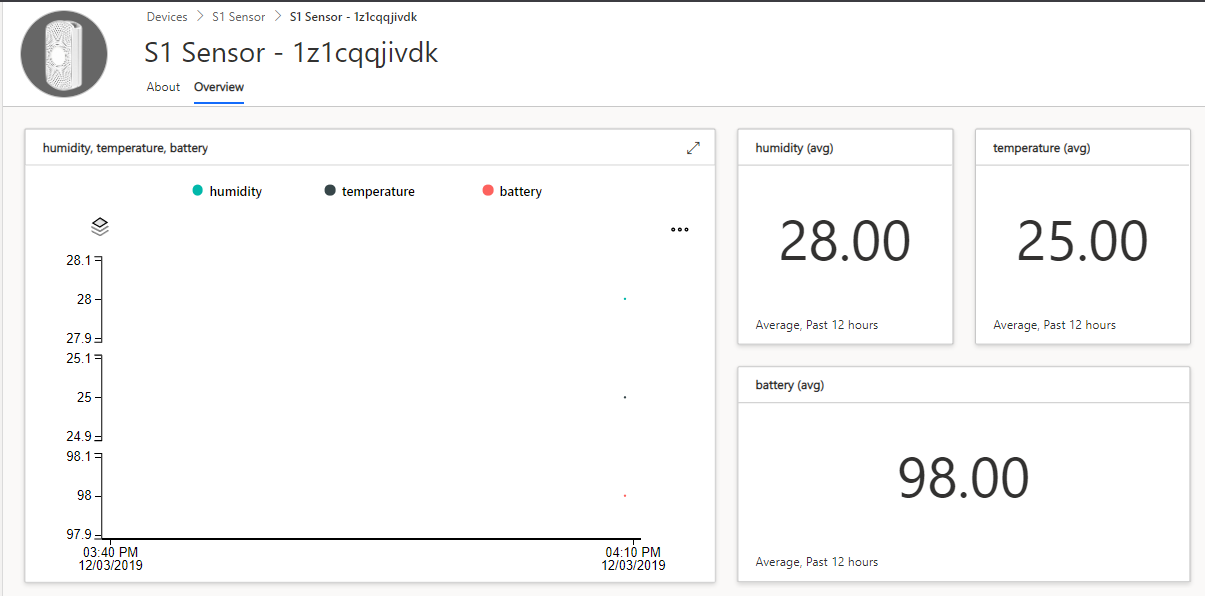 Devices > S1 Sensor > S1 Sensor - 1z1cqqjivdk
S1 Sensor - 1z1cqqjivdk
About Overview
humidity, temperature, battery
humidity temperature battery
28.1
28
27.9
25.1
25
24.9
98.1
98
97.9
03:40 PM 04:10 PM
12/03/2019 12/03/2019
humidity (avg)
28.00
Average, Past 12 hours
temperature (avg)
25.00
Average, Past 12 hours
battery (avg)
98.00
Average, Past 12 hours